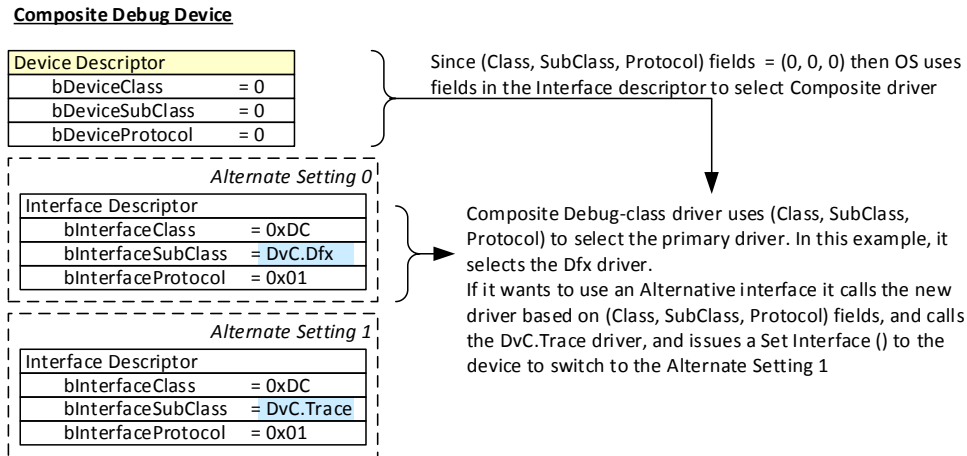 Composite Debug Device
Device Descriptor
bDeviceClass = 0
bDeviceSubClass = 0
bDeviceProtocol = 0
Since (Class, SubClass, Protocol) fields = (0, 0, 0) then OS uses
fields in the Interface descriptor to select Composite driver
Alternate Setting 0
Interface Descriptor
bInterfaceClass = 0xDC
bInterfaceSubClass = DvC.Dfx
bInterfaceProtocol = 0x01
Composite Debug-class driver uses (Class, SubClass,
Protocol) to select the primary driver. In this example, it
selects the Dfx driver.
If it wants to use an Alternative interface it calls the new
driver based on (Class, SubClass, Protocol) fields, and calls
the DvC.Trace driver, and issues a Set Interface () to the
device to switch to the Alternate Setting 1
Alternate Setting 1
Interface Descriptor
bInterfaceClass = 0xDC
bInterfaceSubClass = DvC.Trace
bInterfaceProtocol = 0x01